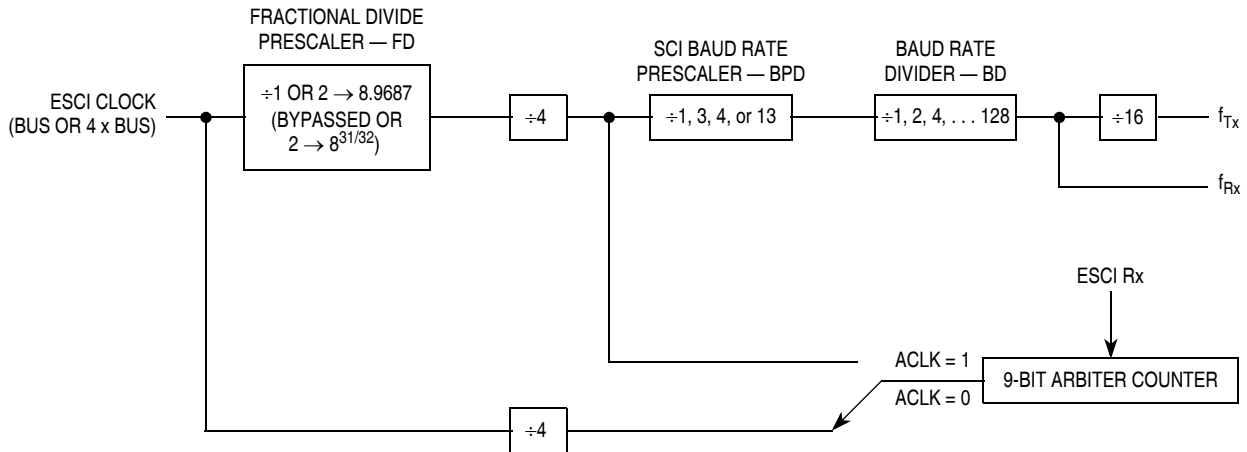 FRACTIONAL DIVIDE
PRESCALER — FD
SCI BAUD RATE
PRESCALER — BPD
BAUD RATE
DIVIDER — BD
ESCI CLOCK
(BUS OR 4 x BUS)
÷1 OR 2 → 8.9687
(BYPASSED OR
2 → 8^31/32)
÷4
÷1, 3, 4, or 13
÷1, 2, 4, . . . 128
÷16
fTx
fRx
ESCI Rx
ACLK = 1
ACLK = 0
9-BIT ARBITER COUNTER
÷4